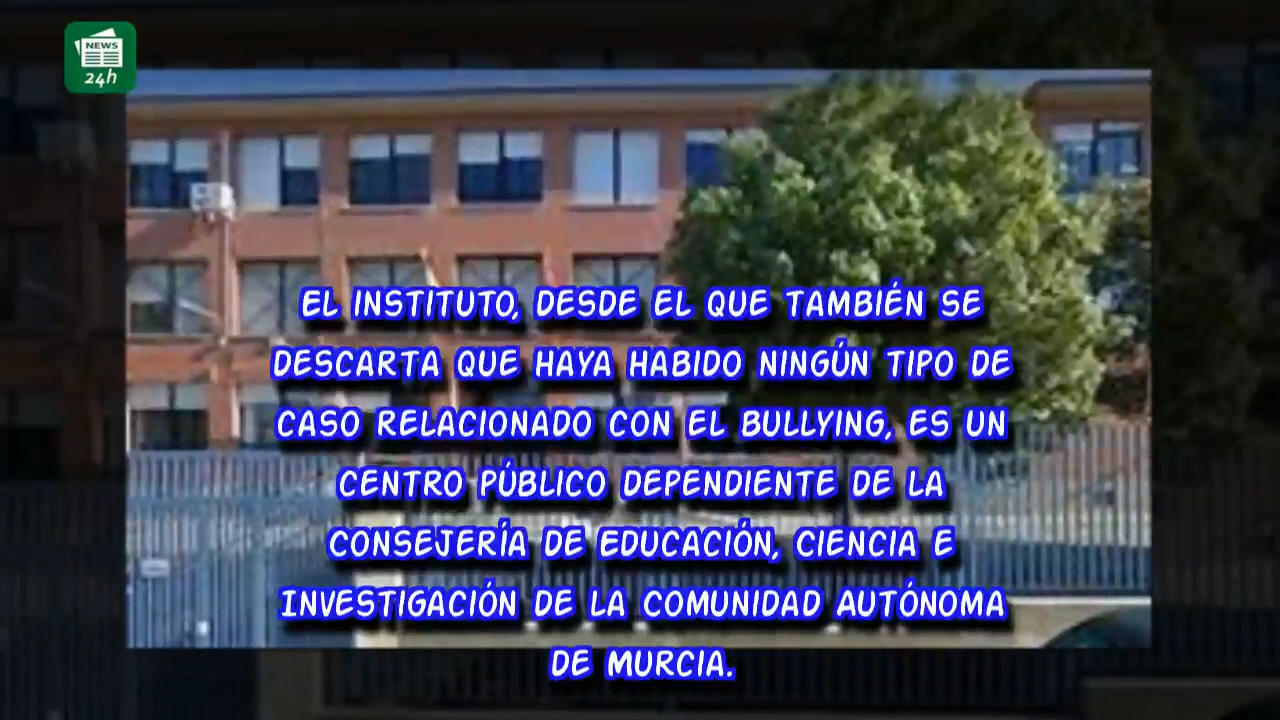 NEWS
24h
EL INSTITUTO, DESDE EL QUE TAMBIÉN SE
DESCARTA QUE HAYA HABIDO NINGÚN TIPO DE
CASO RELACIONADO CON EL BULLYING, ES UN
CENTRO PÚBLICO DEPENDIENTE DE LA
CONSEJERÍA DE EDUCACIÓN, CIENCIA E
INVESTIGACIÓN DE LA COMUNIDAD AUTÓNOMA
DE MURCIA.